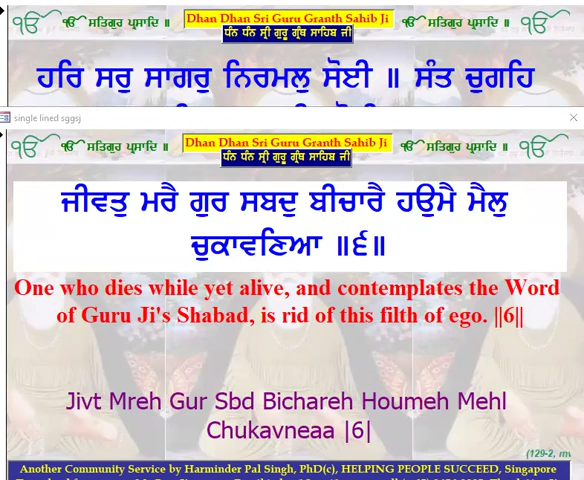 ੴ ੴ ਸਤਿਗੁਰ ਪ੍ਰਸਾਦਿ ॥ Dhan Dhan Sri Guru Granth Sahib Ji ੴ ਸਤਿਗੁਰ ਪ੍ਰਸਾਦਿ ॥ ੴ
ਧੰਨ ਧੰਨ ਸ੍ਰੀ ਗੁਰੂ ਗ੍ਰੰਥ ਸਾਹਿਬ ਜੀ
ਹਰਿ ਸਰੁ ਸਾਗਰੁ ਨਿਰਮਲੁ ਸੋਈ ॥ ਸੰਤ ਚੁਗਹਿ
single lined sggsj
ੴ ੴ ਸਤਿਗੁਰ ਪ੍ਰਸਾਦਿ ॥ Dhan Dhan Sri Guru Granth Sahib Ji ੴ ਸਤਿਗੁਰ ਪ੍ਰਸਾਦਿ ॥ ੴ
ਧੰਨ ਧੰਨ ਸ੍ਰੀ ਗੁਰੂ ਗ੍ਰੰਥ ਸਾਹਿਬ ਜੀ
ਜੀਵਤੁ ਮਰੈ ਗੁਰ ਸਬਦੁ ਬੀਚਾਰੈ ਹਉਮੈ ਮੈਲੁ
ਚੁਕਾਵਣਿਆ ॥੬॥
One who dies while yet alive, and contemplates the Word
of Guru Ji's Shabad, is rid of this filth of ego. ||6||
Jivt Mreh Gur Sbd Bichareh Houmeh Mehl
Chukavneaa |6|
(129-2,
Another Community Service by Harminder Pal Singh, PhD(c), HELPING PEOPLE SUCCEED, Singapore